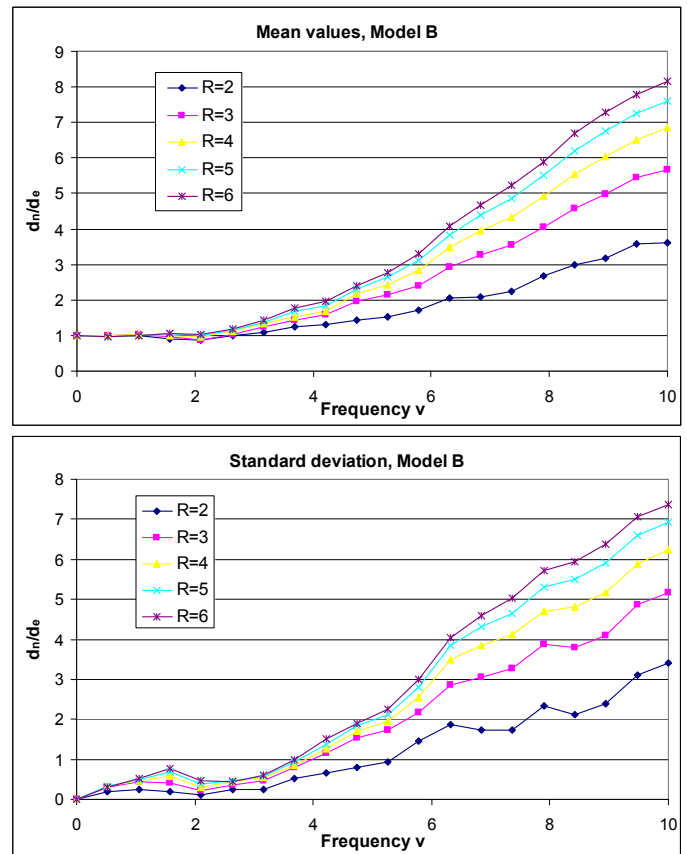 Mean values, Model B
9
8
7
6
5
4
3
2
1
0
dn/de
R=2
R=3
R=4
R=5
R=6
0 2 4 6 8 10
Frequency v
Standard deviation, Model B
8
7
6
5
4
3
2
1
0
dn/de
R=2
R=3
R=4
R=5
R=6
0 2 4 6 8 10
Frequency v